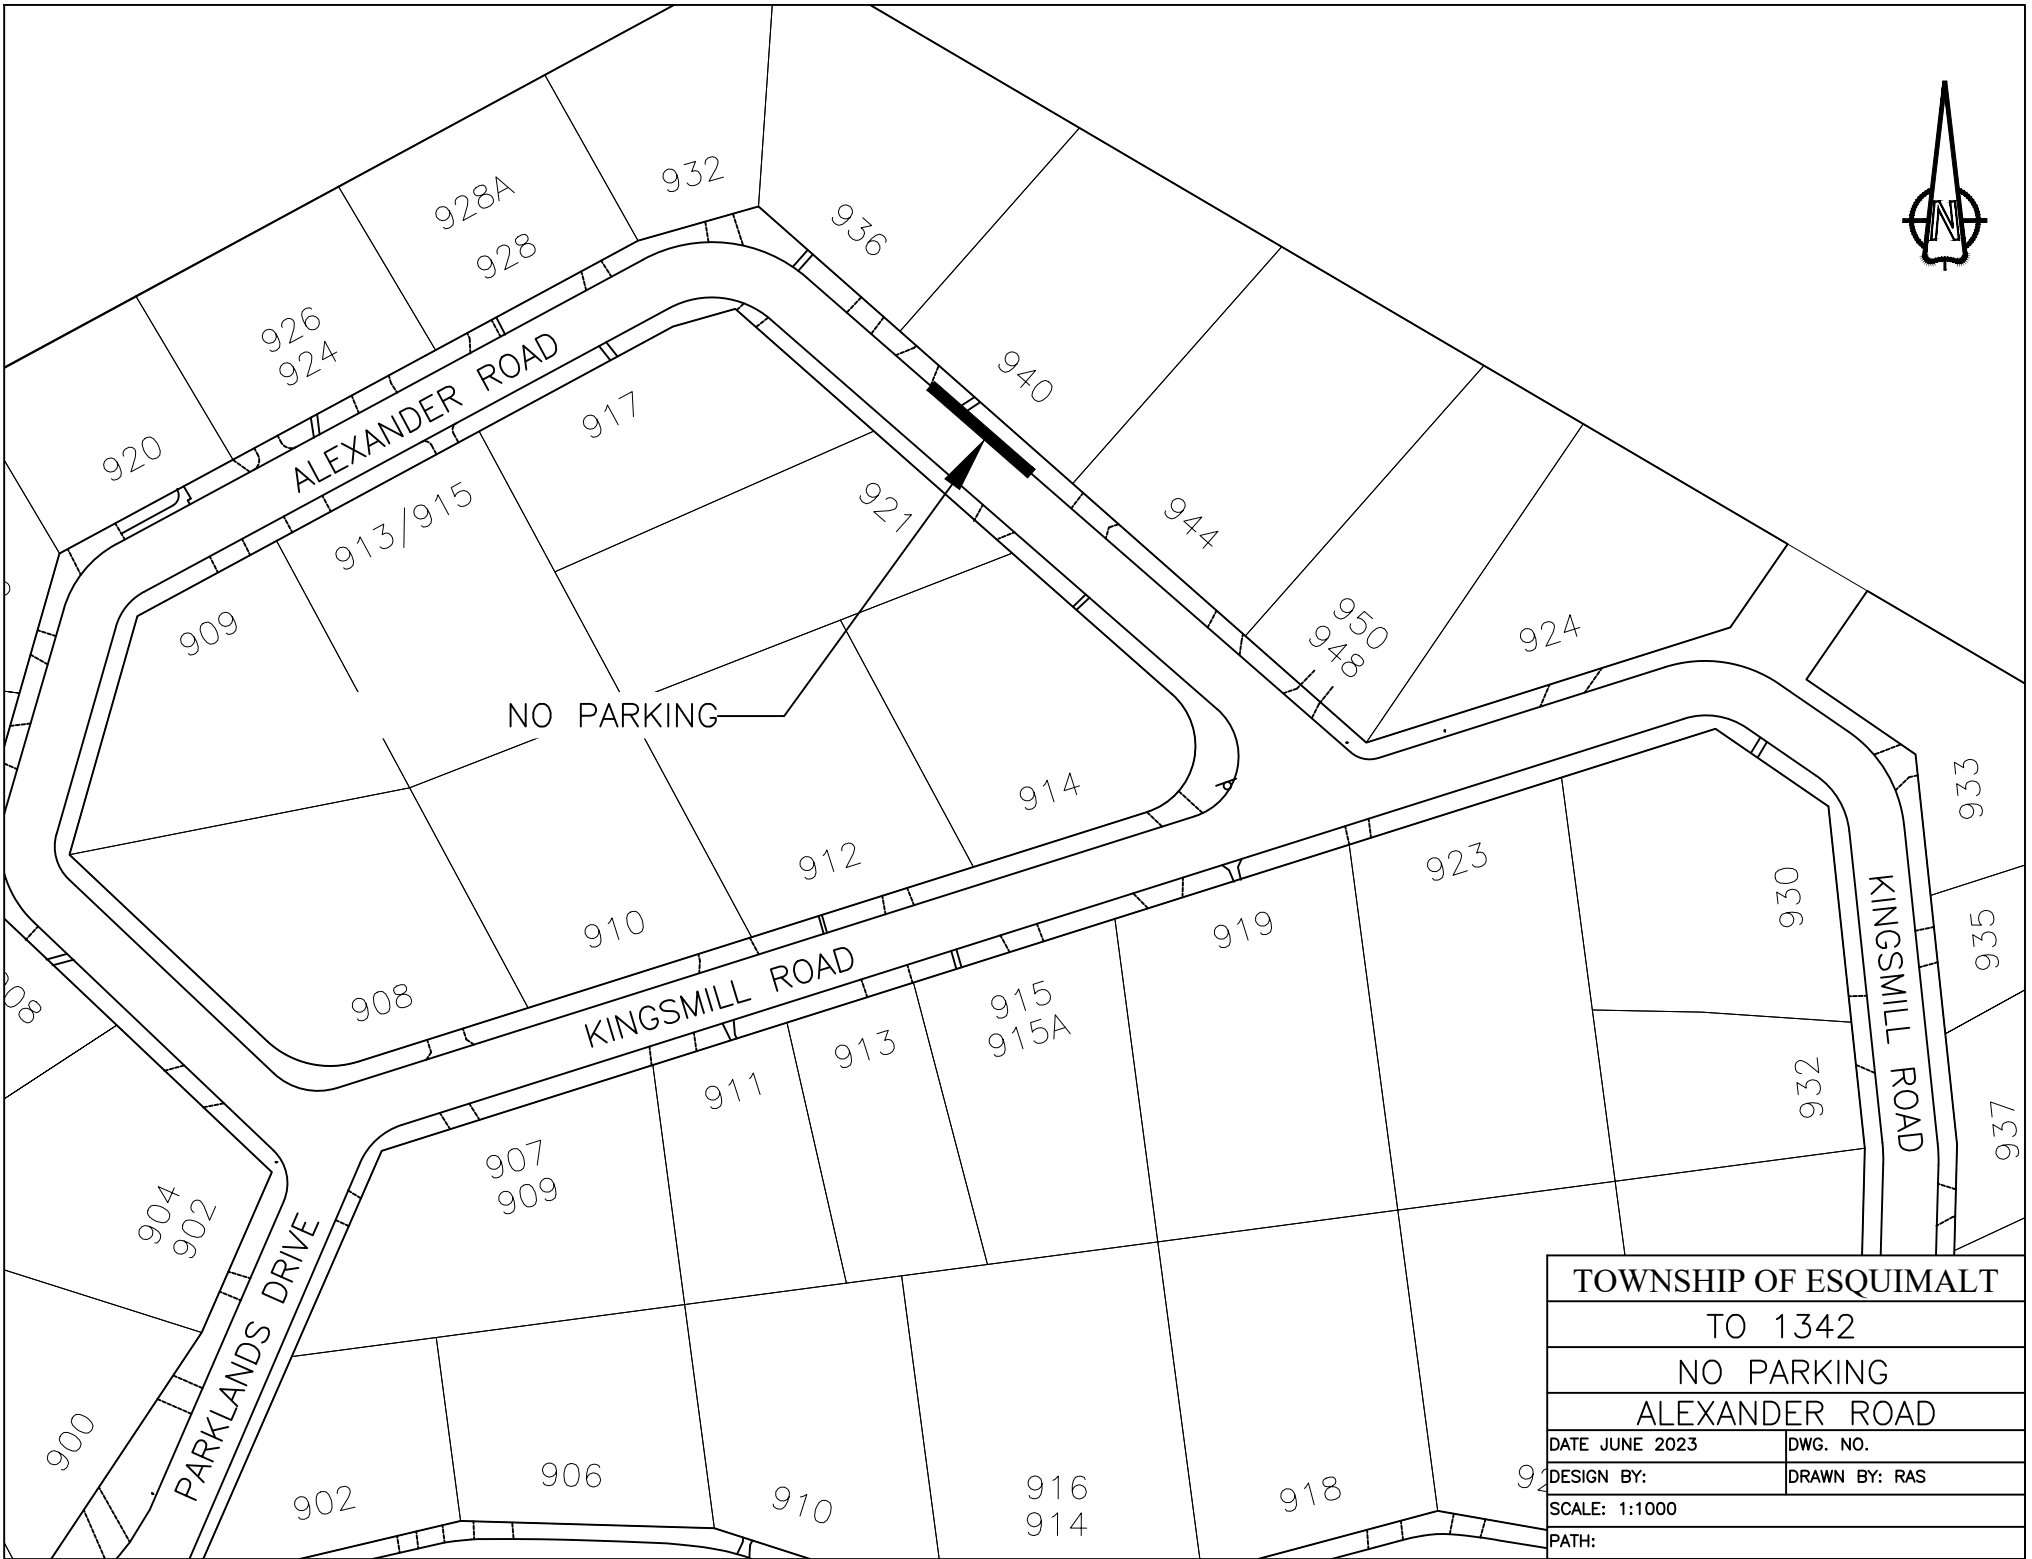 932
928A
928
936
N
926
924
ALEXANDER ROAD
920
917
940
913/915
921
944
909
950
948
924
NO PARKING
914
933
912
923
930
910
919
935
908
KINGSMILL ROAD
KINGSMILL ROAD
915
915A
913
911
932
937
907
909
904
902
PARKLANDS DRIVE
900
902
906
910
916
914
918
TOWNSHIP OF ESQUIMALT
TO 1342
NO PARKING
ALEXANDER ROAD
DATE JUNE 2023
DWG. NO.
DESIGN BY:
DRAWN BY: RAS
SCALE: 1:1000
PATH: